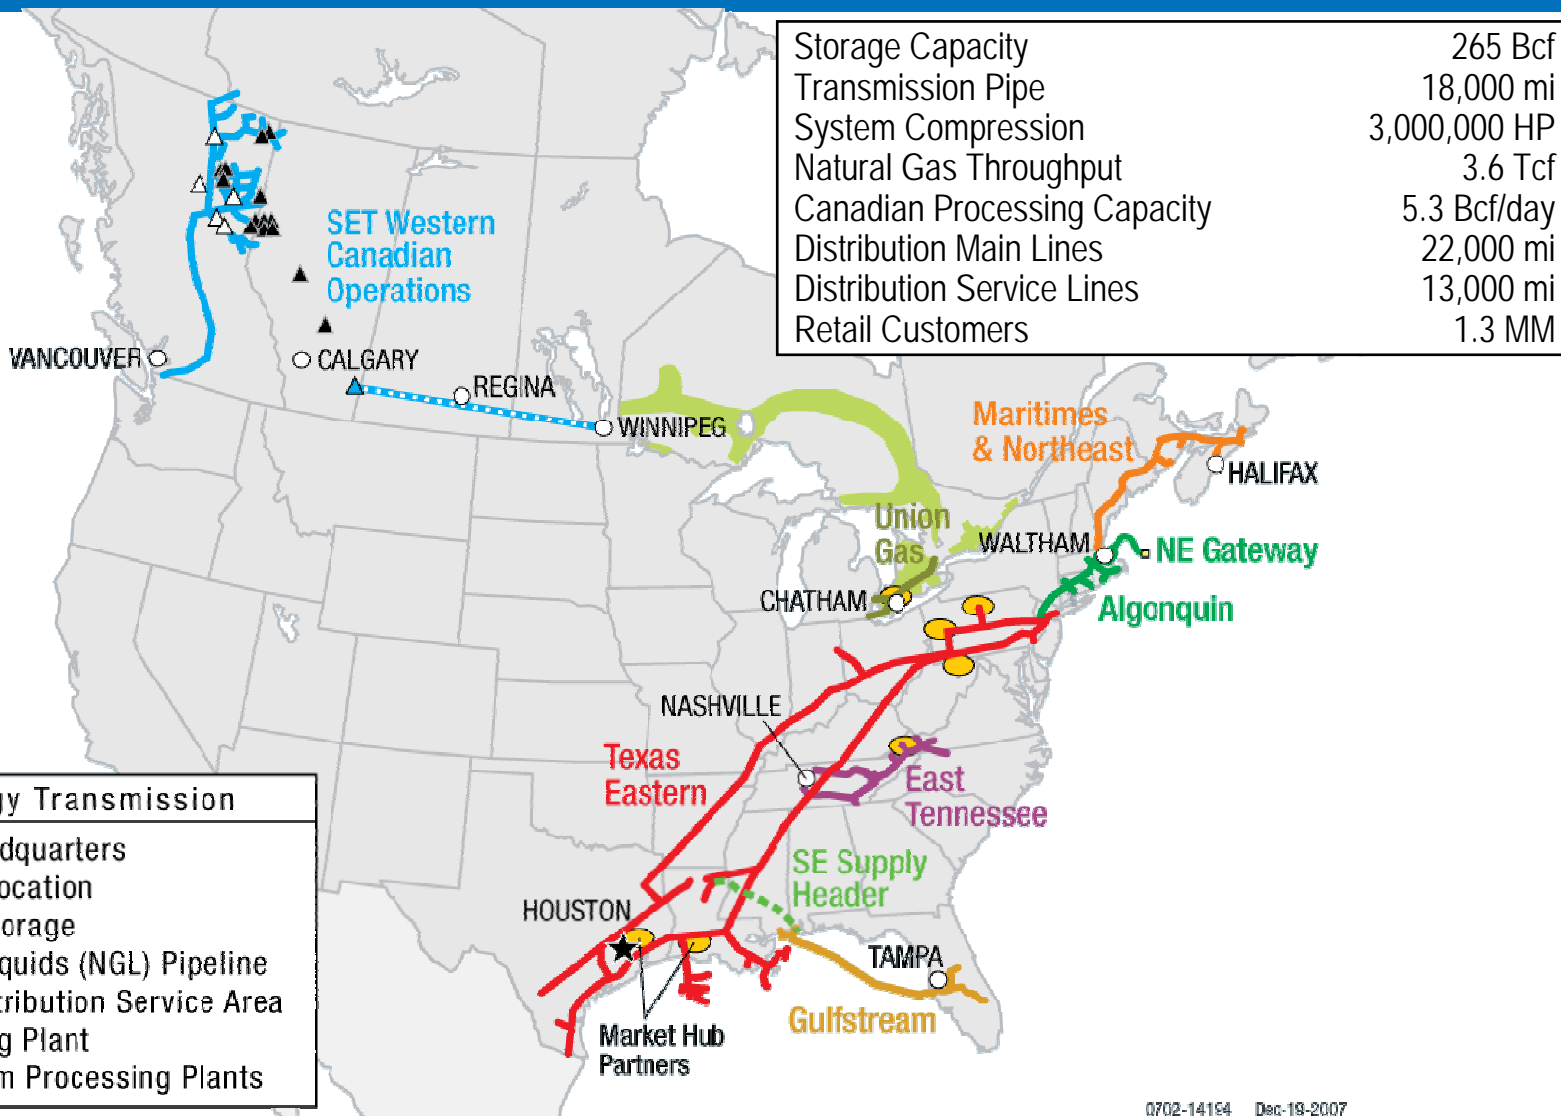 Storage Capacity 265 Bcf
Transmission Pipe 18,000 mi
System Compression 3,000,000 HP
Natural Gas Throughput 3.6 Tcf
Canadian Processing Capacity 5.3 Bcf/day
Distribution Main Lines 22,000 mi
Distribution Service Lines 13,000 mi
Retail Customers 1.3 MM
SET Western
Canadian
Operations
VANCOUVER
CALGARY
REGINA
WINNIPEG
Maritimes
& Northeast
HALIFAX
Union
Gas
WALTHAM
NE Gateway
CHATHAM
Algonquin
NASHVILLE
Texas
Eastern
East
Tennessee
SE Supply
Header
HOUSTON
TAMPA
Gulfstream
Market Hub
Partners
gy Transmission
dquarters
ocation
orage
quids (NGL) Pipeline
tribution Service Area
g Plant
m Processing Plants
0702-14194 Dec-19-2007